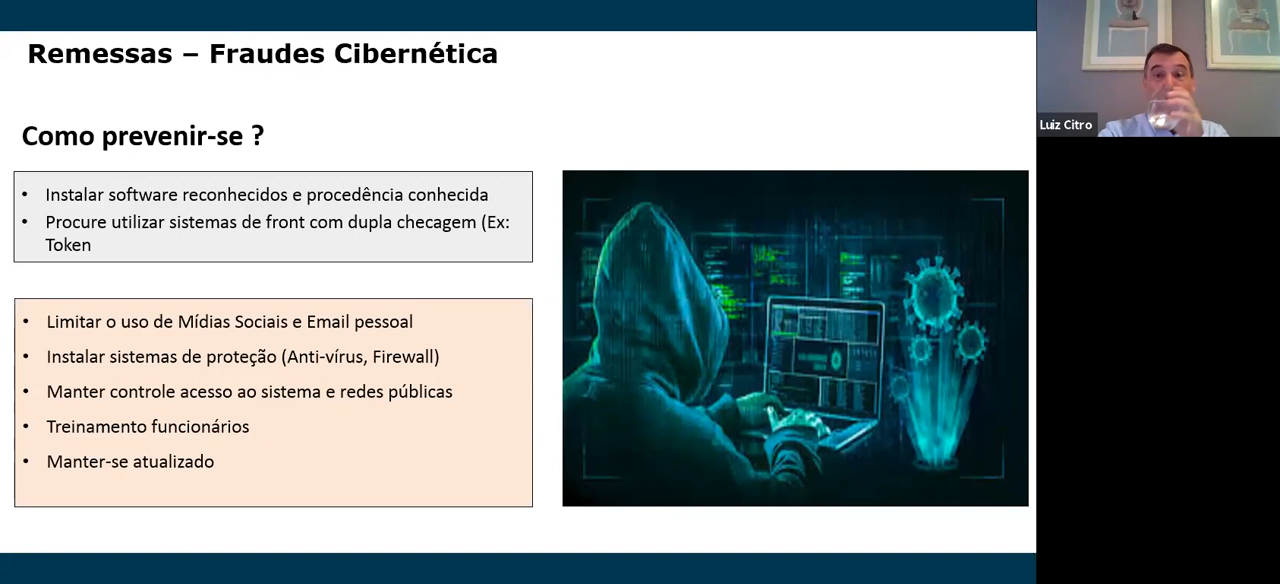 Remessas – Fraudes Cibernética
Como prevenir-se ?
• Instalar software reconhecidos e procedência conhecida
• Procure utilizar sistemas de front com dupla checagem (Ex:
Token
• Limitar o uso de Mídias Sociais e Email pessoal
• Instalar sistemas de proteção (Anti-vírus, Firewall)
• Manter controle acesso ao sistema e redes públicas
• Treinamento funcionários
• Manter-se atualizado
Luiz Citro